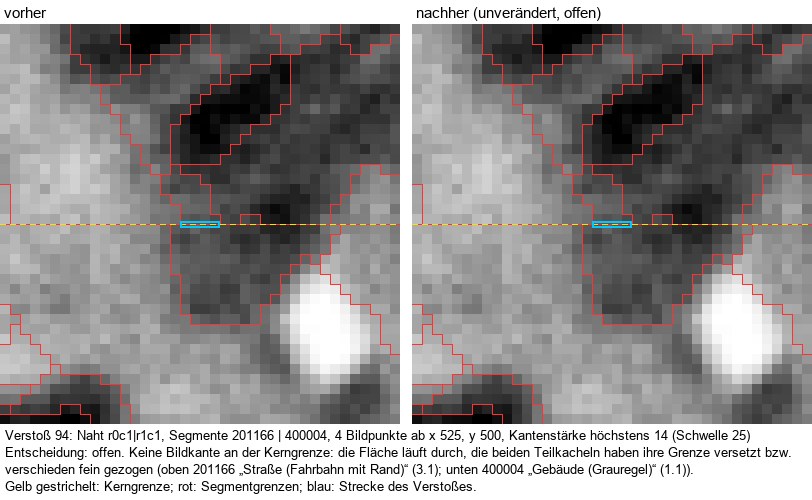 vorher
nachher (unverändert, offen)
Verstoß 94: Naht r0c1|r1c1, Segmente 201166 | 400004, 4 Bildpunkte ab x 525, y 500, Kantenstärke höchstens 14 (Schwelle 25)
Entscheidung: offen. Keine Bildkante an der Kerngrenze: die Fläche läuft durch, die beiden Teilkacheln haben ihre Grenze versetzt bzw.
verschieden fein gezogen (oben 201166 „Straße (Fahrbahn mit Rand)“ (3.1); unten 400004 „Gebäude (Grauregel)“ (1.1)).
Gelb gestrichelt: Kerngrenze; rot: Segmentgrenzen; blau: Strecke des Verstoßes.